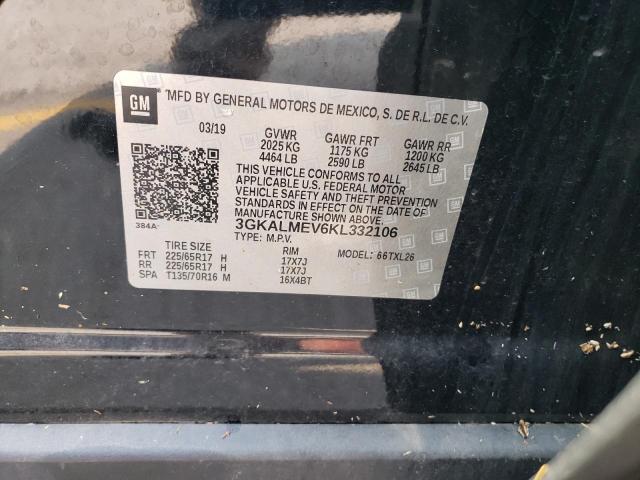 GM
MFD BY GENERAL MOTORS DE MEXICO, S. DE R.L. DE C.V.
03/19 GVWR GAWR FRT GAWR RR
2025 KG 1175 KG 1200 KG
4464 LB 2590 LB 2645 LB
THIS VEHICLE CONFORMS TO ALL
APPLICABLE U.S. FEDERAL MOTOR
VEHICLE SAFETY AND THEFT PREVENTION
STANDARDS IN EFFECT ON THE DATE OF
MANUFACTURE SHOWN ABOVE.
384A 3GKALMEV6KL332106
TYPE: M.P.V.
TIRE SIZE RIM MODEL: 66TXL26
FRT 225/65R17 H 17X7J
RR 225/65R17 H 17X7J
SPA T135/70R16 M 16X4BT